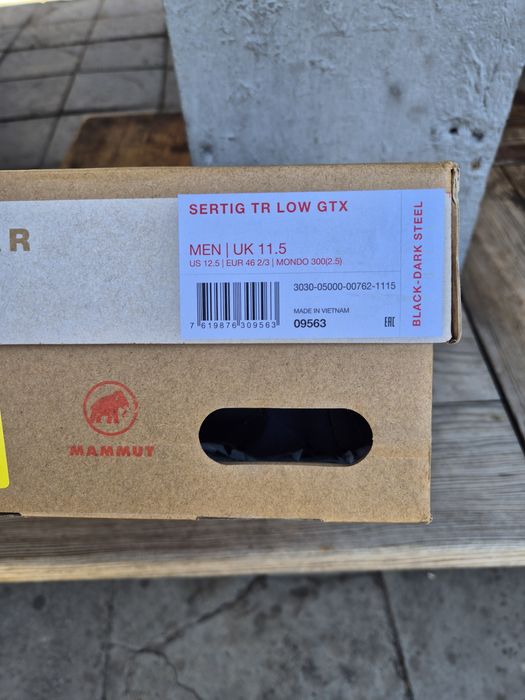 SERTIG TR LOW GTX
MEN | UK 11.5
US 12.5 | EUR 46 2/3 | MONDO 300(2.5)
3030-05000-00762-1115
7 619876 309563
MADE IN VIETNAM
09563
EAC
BLACK-DARK STEEL
R
MAMMUT